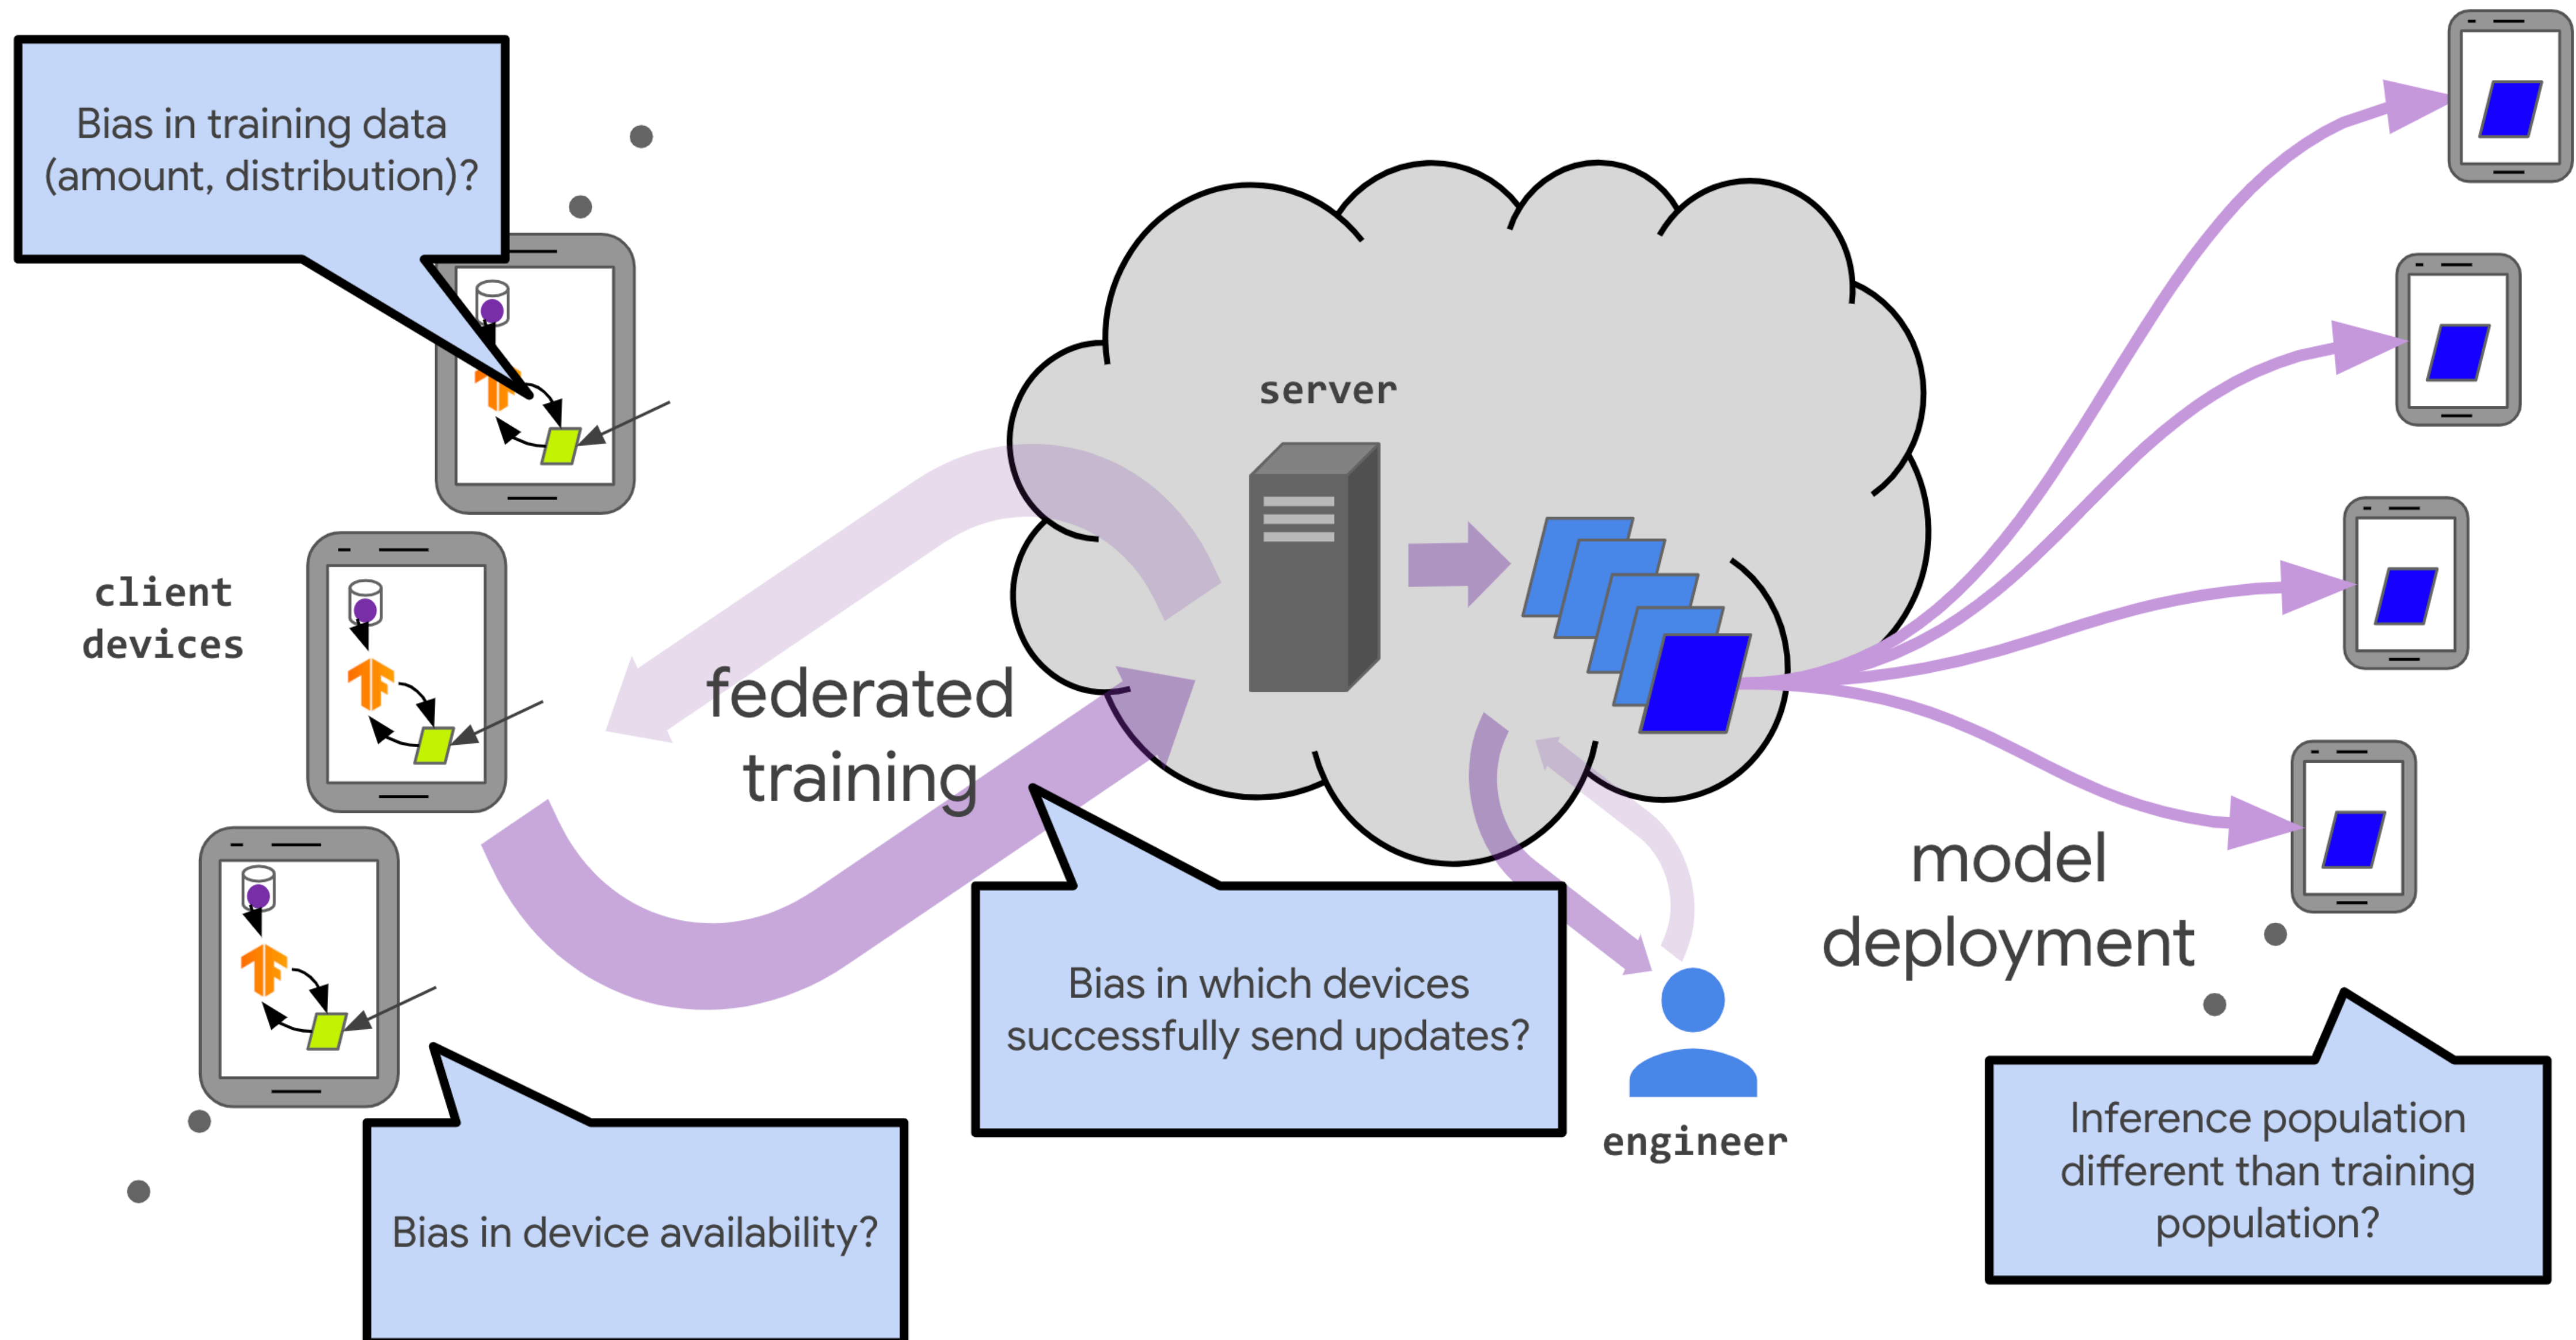 Bias in training data
(amount, distribution)?
server
client
devices
federated
training
model
deployment
Bias in which devices
successfully send updates?
engineer
Inference population
different than training
population?
Bias in device availability?